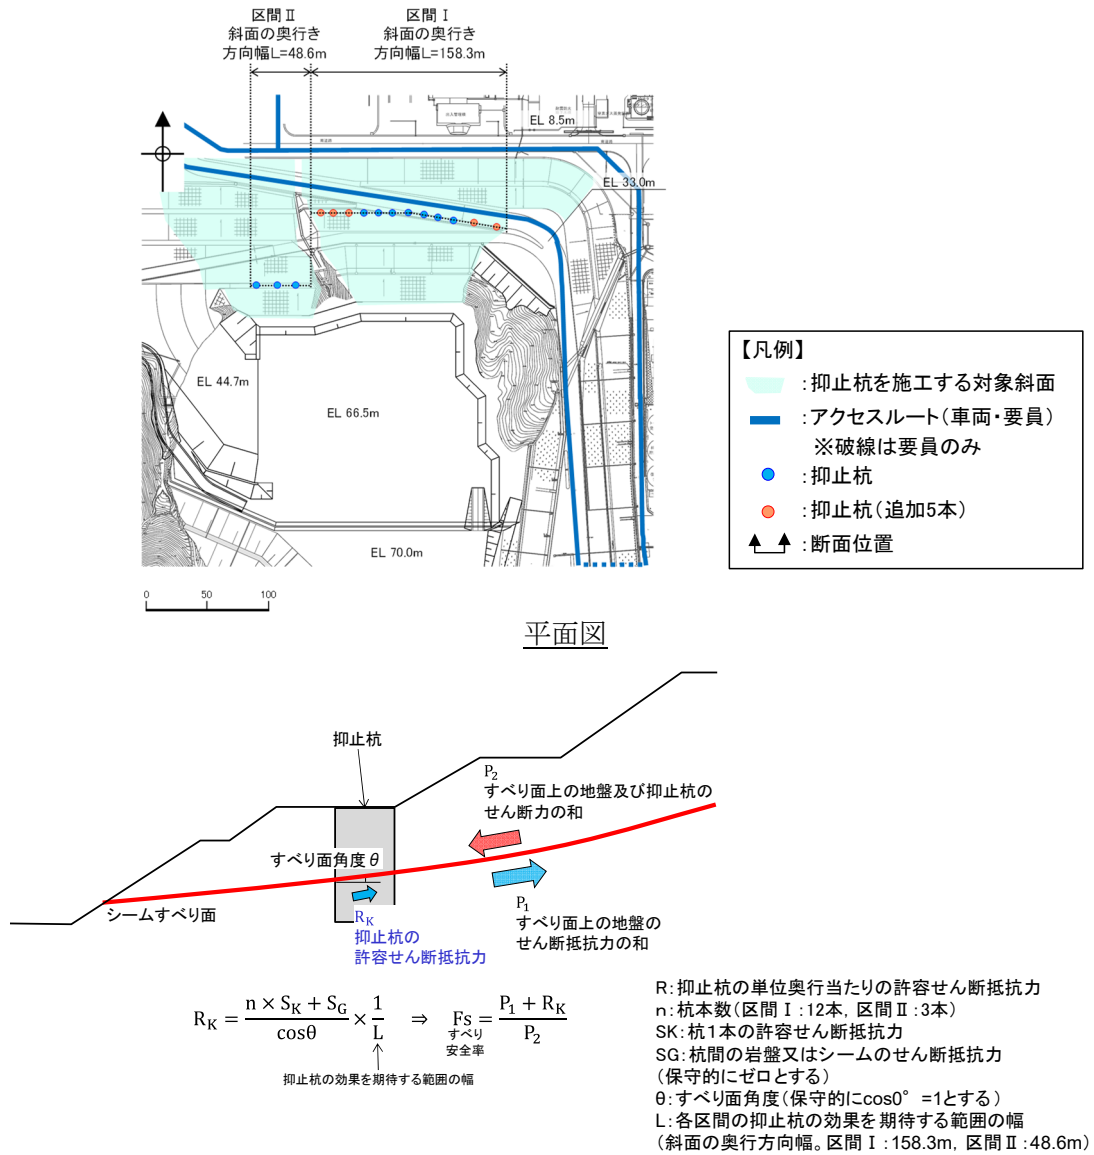 区間Ⅱ
斜面の奥行き
方向幅L=48.6m
区間Ⅰ
斜面の奥行き
方向幅L=158.3m
EL 8.5m
EL 33.0m
EL 44.7m
EL 66.5m
EL 70.0m
0 50 100
【凡例】
:抑止杭を施工する対象斜面
:アクセスルート(車両・要員)
※破線は要員のみ
:抑止杭
:抑止杭(追加5本)
:断面位置
平面図
抑止杭
P₂
すべり面上の地盤及び抑止杭の
せん断力の和
すべり面角度θ
シームすべり面
R_K
抑止杭の
許容せん断抵抗力
P₁
すべり面上の地盤の
せん断抵抗力の和
R_K = (n × S_K + S_G)/cosθ × 1/L ⇒ Fs = (P₁ + R_K)/P₂
すべり
安全率
抑止杭の効果を期待する範囲の幅
R:抑止杭の単位奥行当たりの許容せん断抵抗力
n:杭本数(区間Ⅰ:12本,区間Ⅱ:3本)
SK:杭1本の許容せん断抵抗力
SG:杭間の岩盤又はシームのせん断抵抗力
(保守的にゼロとする)
θ:すべり面角度(保守的にcos0°=1とする)
L:各区間の抑止杭の効果を期待する範囲の幅
(斜面の奥行方向幅。区間Ⅰ:158.3m,区間Ⅱ:48.6m)